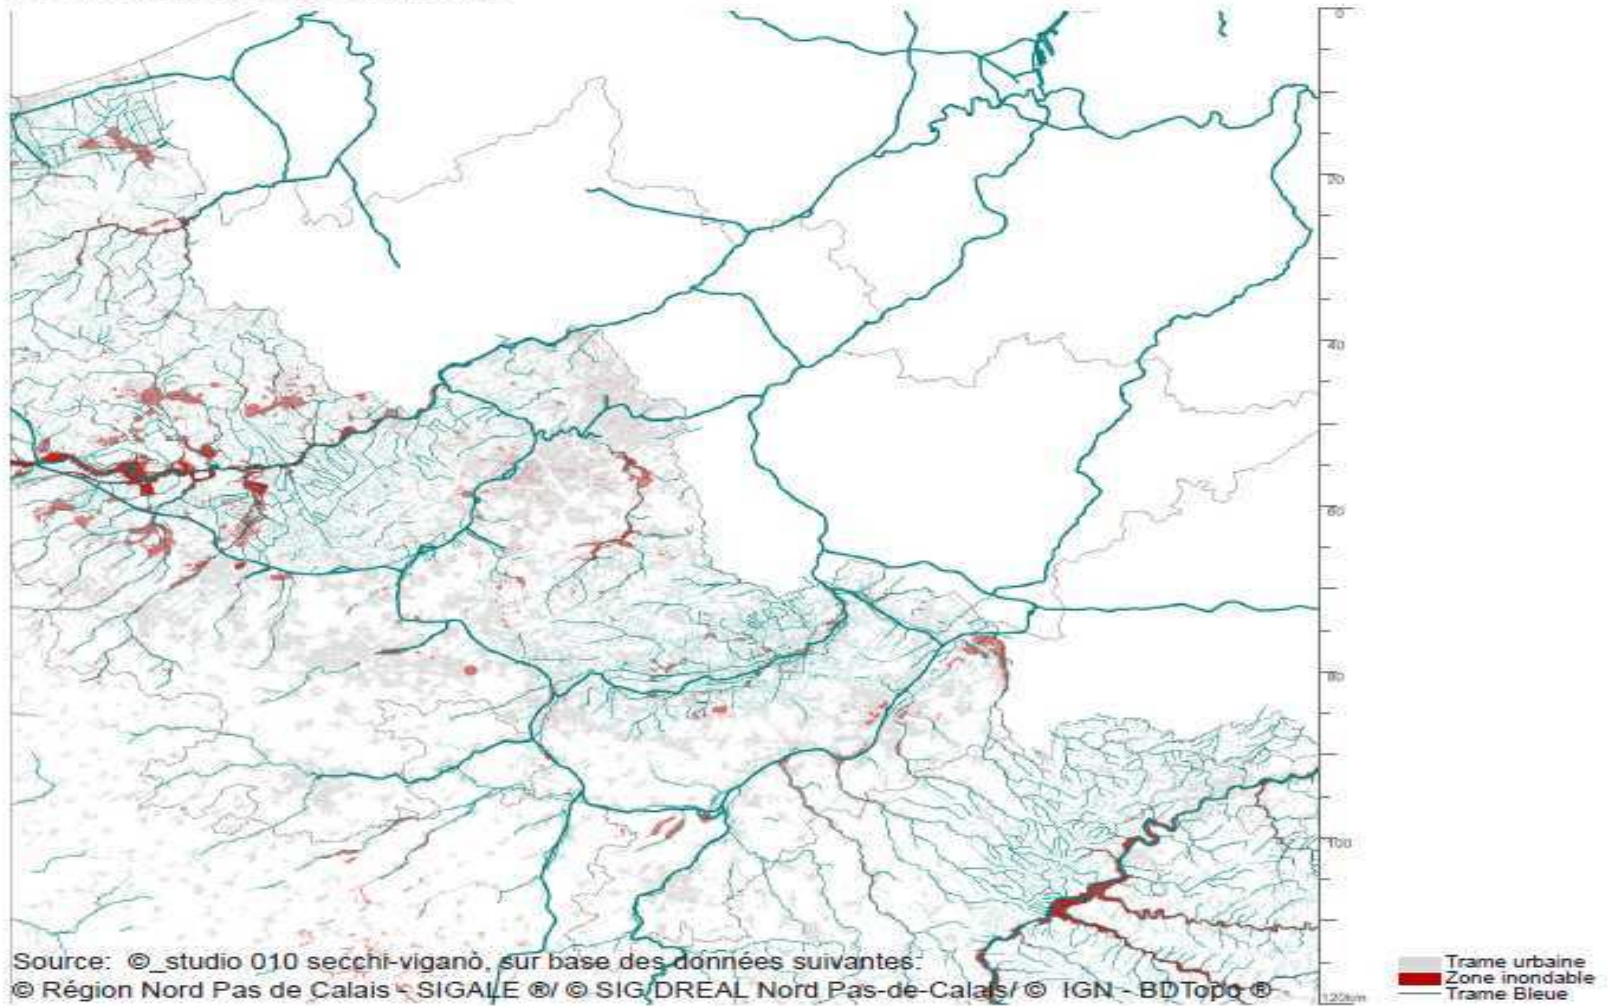 0
20
40
60
80
100
120km
Source: ©_studio 010 secchi-viganò, sur base des données suivantes:
© Région Nord Pas de Calais - SIGALE ®/ © SIG/DREAL Nord Pas-de-Calais/ © IGN - BDTopo ®
Trame urbaine
Zone inondable
Trame Bleue